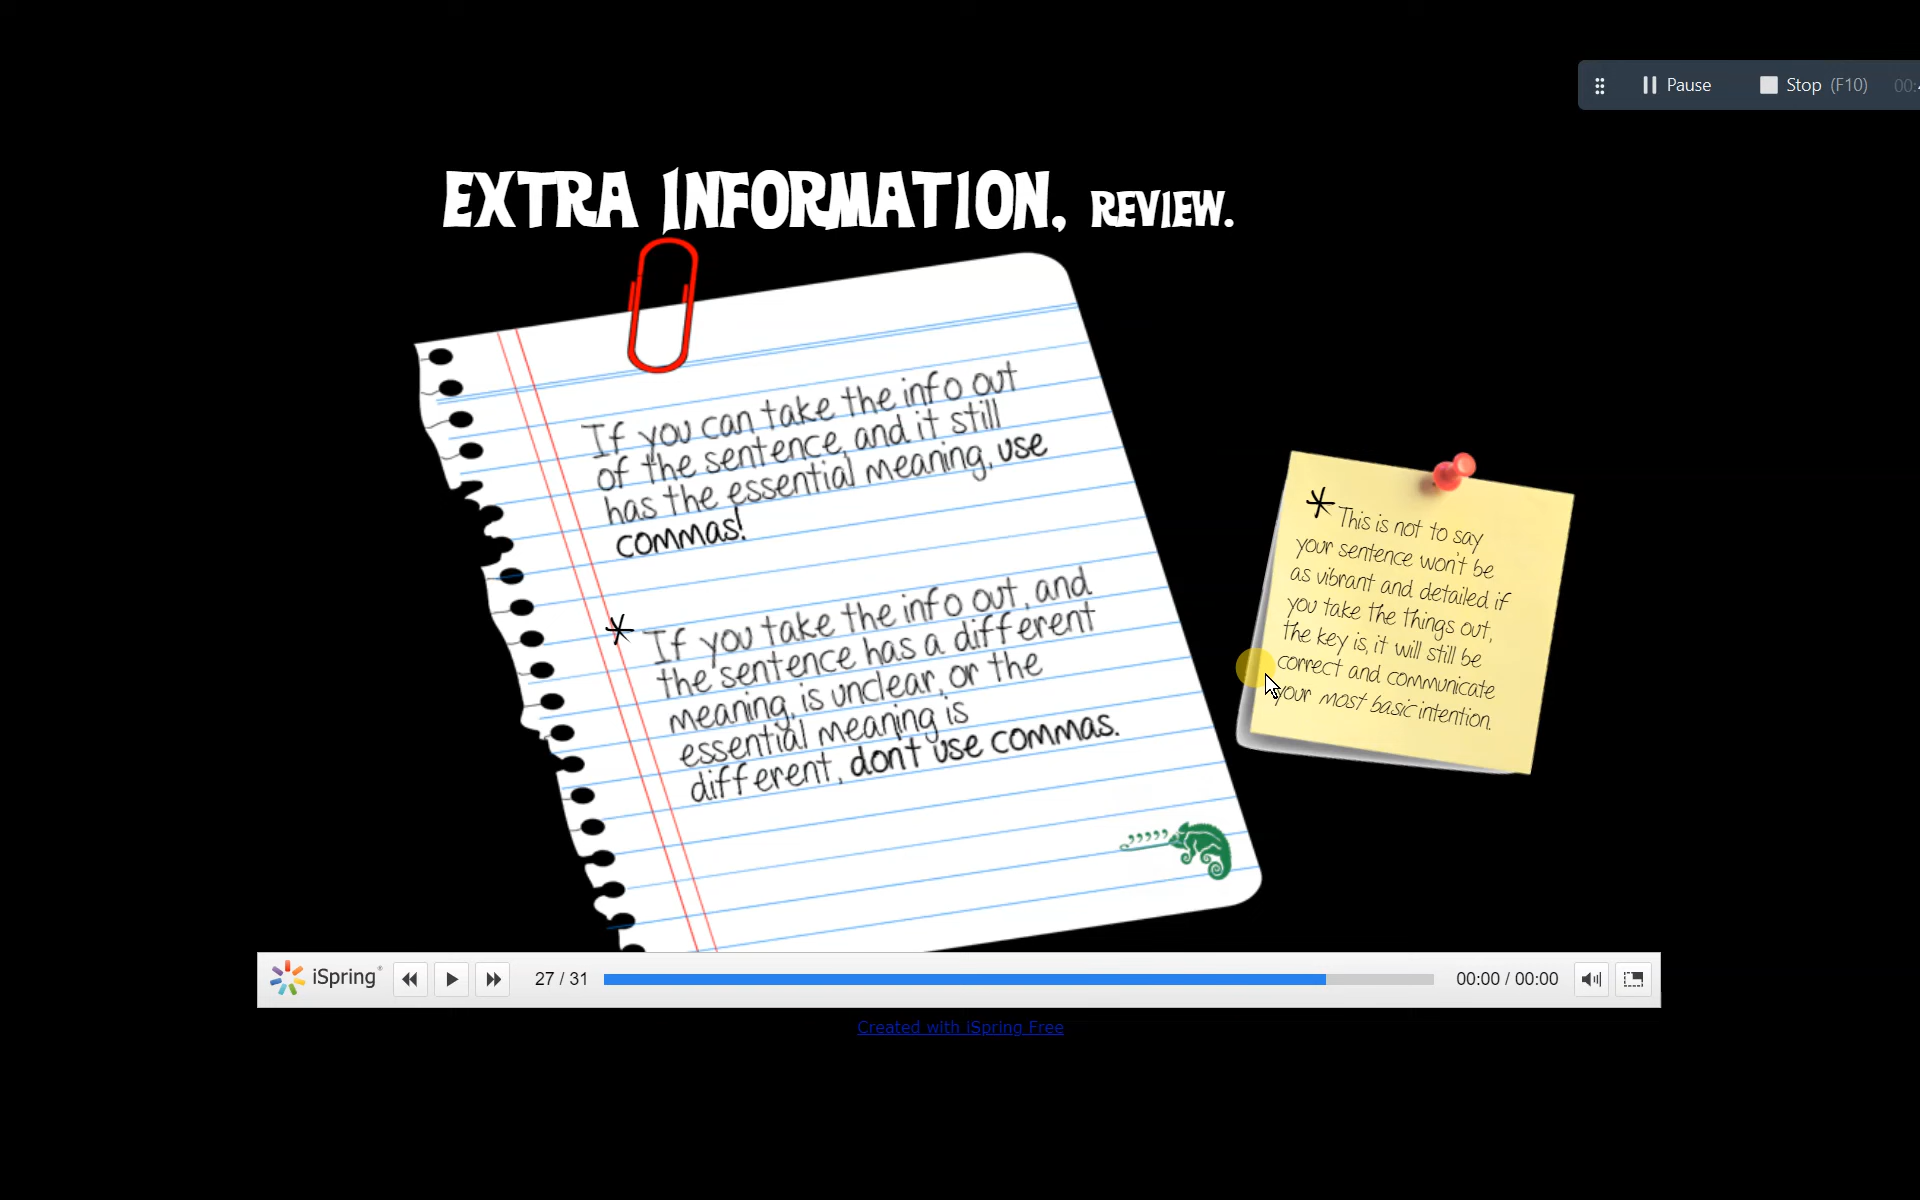 Pause Stop (F10) 00:
EXTRA INFORMATION, REVIEW.
If you can take the info out
of the sentence, and it still
has the essential meaning, use
commas!
* If you take the info out, and
the sentence has a different
meaning, is unclear, or the
essential meaning is
different, don't use commas.
* This is not to say
your sentence won't be
as vibrant and detailed if
you take the things out,
the key is, it will still be
correct and communicate
your most basic intention.
iSpring 27 / 31 00:00 / 00:00
Created with iSpring Free